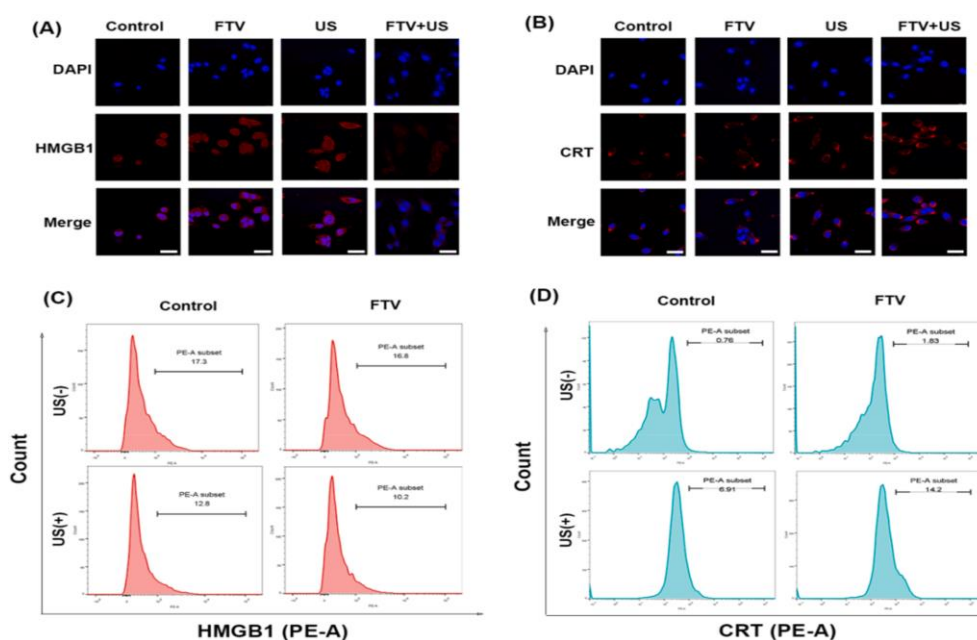 (A)
Control FTV US FTV+US
DAPI
HMGB1
Merge
(B)
Control FTV US FTV+US
DAPI
CRT
Merge
(C)
Control FTV
US(-)
PE-A subset
17.3
PE-A subset
16.8
US(+)
PE-A subset
12.8
PE-A subset
10.2
Count
HMGB1 (PE-A)
(D)
Control FTV
US(-)
PE-A subset
0.76
PE-A subset
1.83
US(+)
PE-A subset
6.91
PE-A subset
14.2
Count
CRT (PE-A)